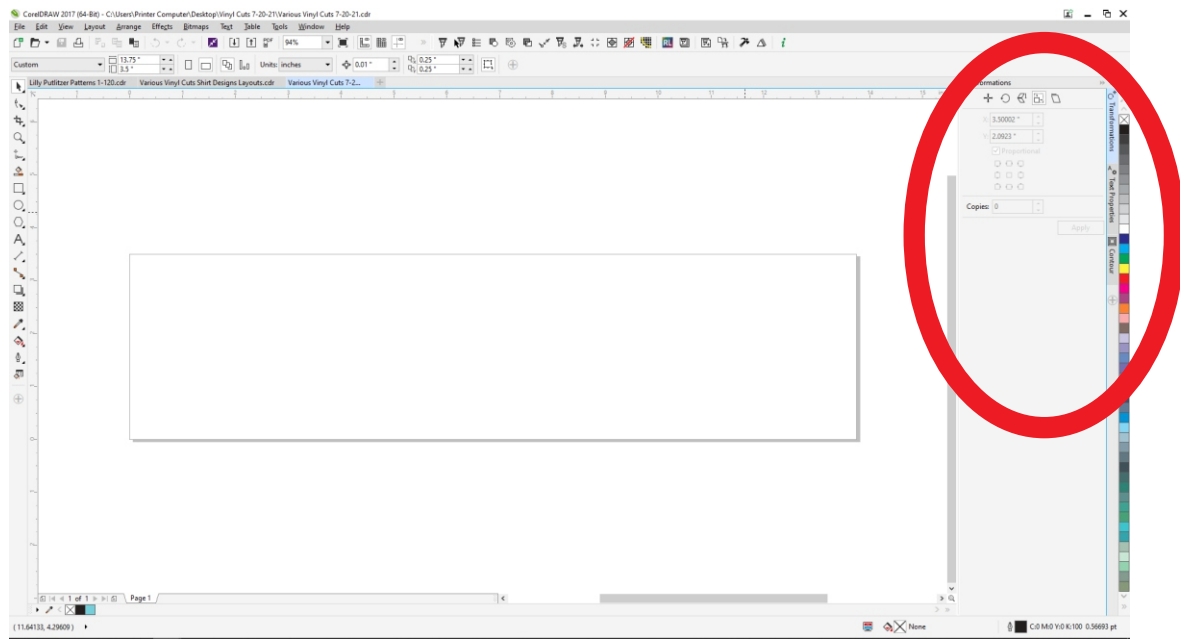 CorelDRAW 2017 (64-Bit) - C:\Users\Printer Computer\Desktop\Vinyl Cuts 7-20-21\Various Vinyl Cuts 7-20-21.cdr
File Edit View Layout Arrange Effects Bitmaps Text Table Tools Window Help
PDF 94%
Custom 13.75 " 3.5 " Units: inches 0.01 " 0.25 " 0.25 "
Lilly Putlitzer Patterns 1-120.cdr Various Vinyl Cuts Shirt Designs Layouts.cdr Various Vinyl Cuts 7-2...
ormations
3.50002 "
2.0923 "
Proportional
Copies: 0
Apply
Transformations
Text Properties
Contour
1 of 1 Page 1
( 11.64133, 4.29609 ) None C:0 M:0 Y:0 K:100 0.56693 pt